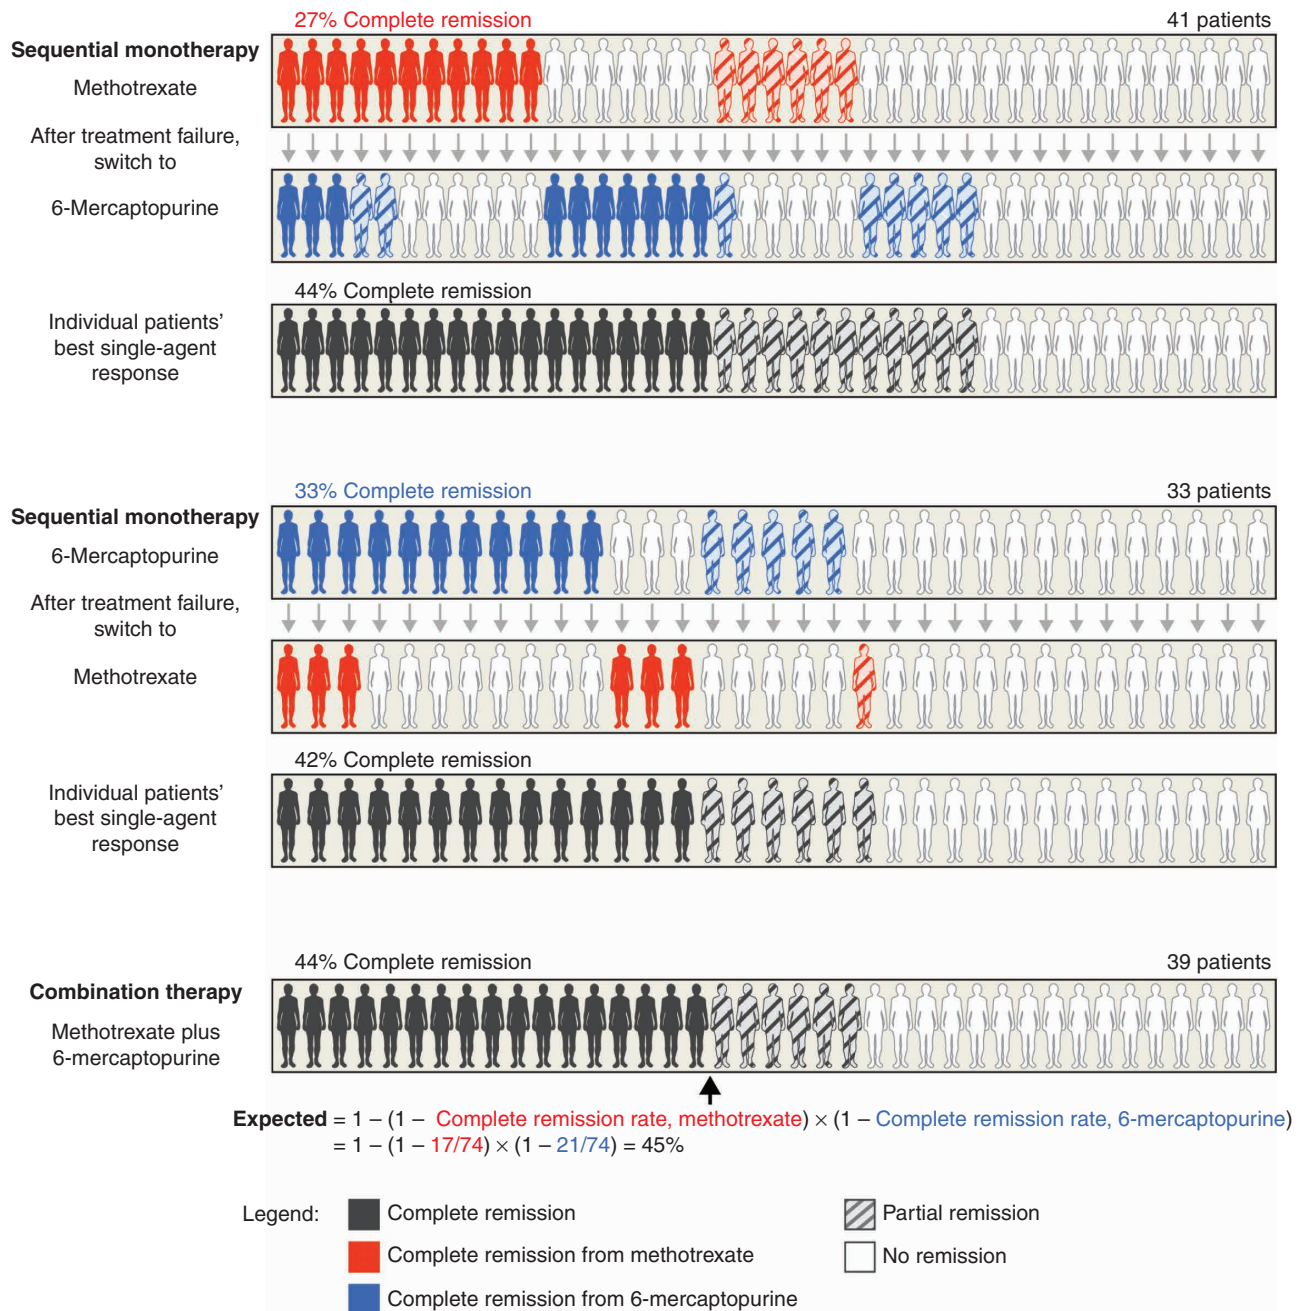 27% Complete remission
41 patients
Sequential monotherapy
Methotrexate
After treatment failure,
switch to
6-Mercaptopurine
44% Complete remission
Individual patients’
best single-agent
response
33% Complete remission
33 patients
Sequential monotherapy
6-Mercaptopurine
After treatment failure,
switch to
Methotrexate
42% Complete remission
Individual patients’
best single-agent
response
44% Complete remission
39 patients
Combination therapy
Methotrexate plus
6-mercaptopurine
Expected = 1 – (1 – Complete remission rate, methotrexate) × (1 – Complete remission rate, 6-mercaptopurine)
= 1 – (1 – 17/74) × (1 – 21/74) = 45%
Legend:
Complete remission
Partial remission
Complete remission from methotrexate
No remission
Complete remission from 6-mercaptopurine